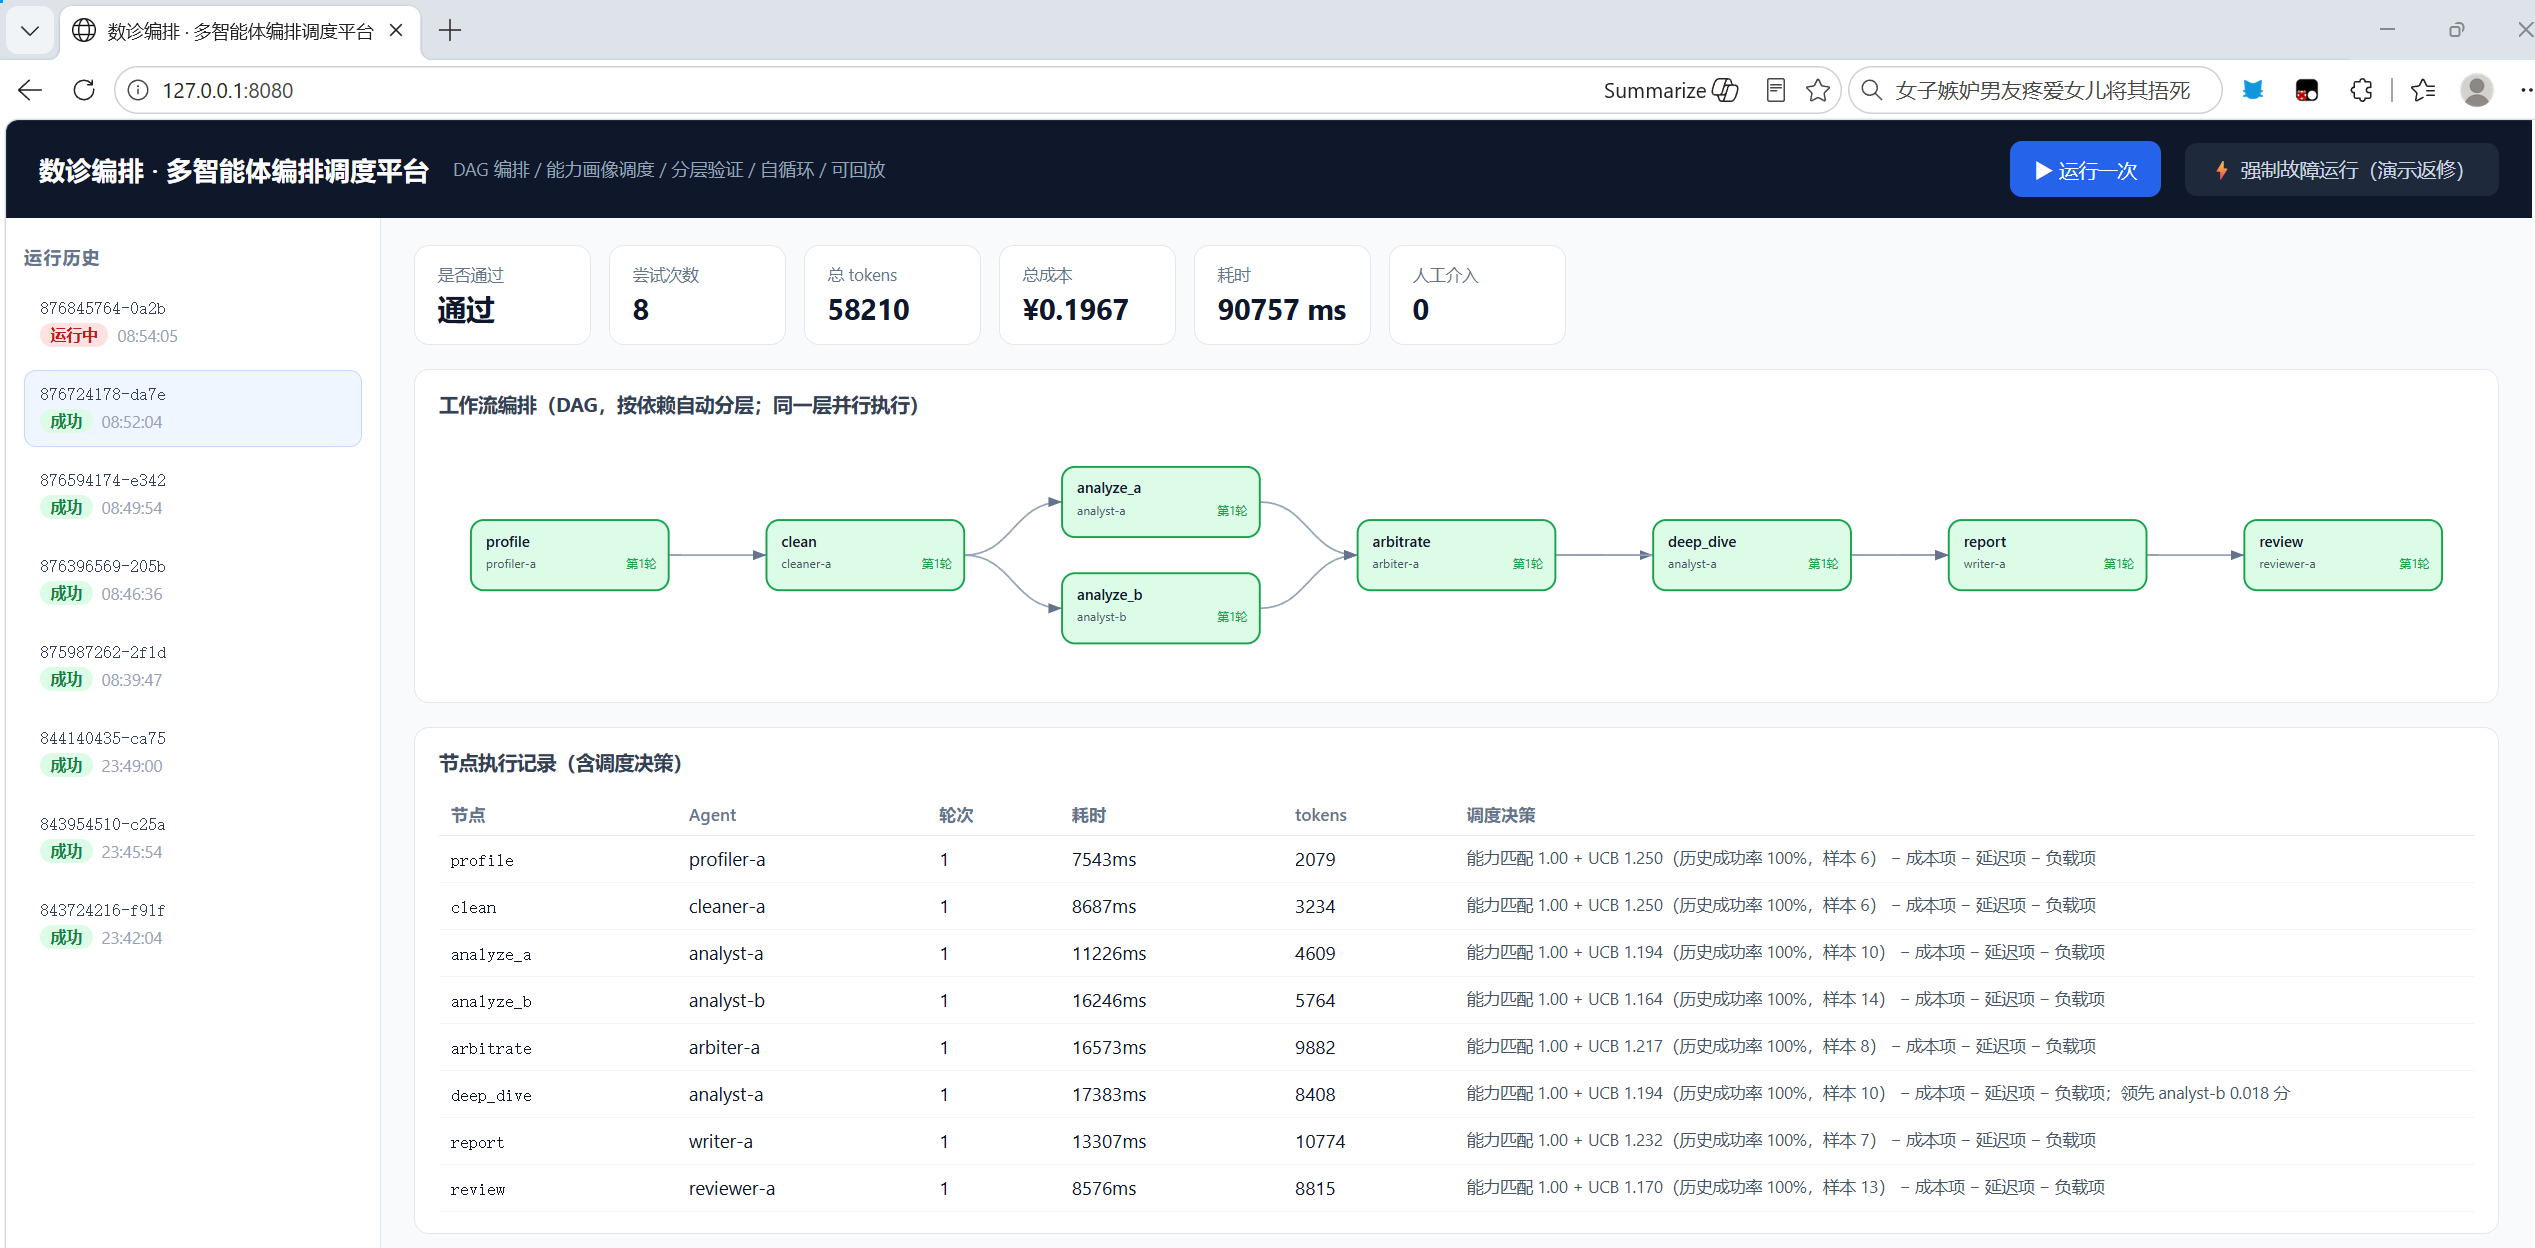 数诊编排 · 多智能体编排调度平台
127.0.0.1:8080
Summarize
女子嫉妒男友疼爱女儿将其捂死
数诊编排 · 多智能体编排调度平台
DAG 编排 / 能力画像调度 / 分层验证 / 自循环 / 可回放
▶ 运行一次
强制故障运行（演示返修）
运行历史
876845764-0a2b
运行中 08:54:05
876724178-da7e
成功 08:52:04
876594174-e342
成功 08:49:54
876396569-205b
成功 08:46:36
875987262-2f1d
成功 08:39:47
844140435-ca75
成功 23:49:00
843954510-c25a
成功 23:45:54
843724216-f91f
成功 23:42:04
是否通过
通过
尝试次数
8
总 tokens
58210
总成本
¥0.1967
耗时
90757 ms
人工介入
0
工作流编排（DAG，按依赖自动分层；同一层并行执行）
profile
profiler-a 第1轮
clean
cleaner-a 第1轮
analyze_a
analyst-a 第1轮
analyze_b
analyst-b 第1轮
arbitrate
arbiter-a 第1轮
deep_dive
analyst-a 第1轮
report
writer-a 第1轮
review
reviewer-a 第1轮
节点执行记录（含调度决策）
节点 Agent 轮次 耗时 tokens 调度决策
profile profiler-a 1 7543ms 2079 能力匹配 1.00 + UCB 1.250（历史成功率 100%，样本 6） − 成本项 − 延迟项 − 负载项
clean cleaner-a 1 8687ms 3234 能力匹配 1.00 + UCB 1.250（历史成功率 100%，样本 6） − 成本项 − 延迟项 − 负载项
analyze_a analyst-a 1 11226ms 4609 能力匹配 1.00 + UCB 1.194（历史成功率 100%，样本 10） − 成本项 − 延迟项 − 负载项
analyze_b analyst-b 1 16246ms 5764 能力匹配 1.00 + UCB 1.164（历史成功率 100%，样本 14） − 成本项 − 延迟项 − 负载项
arbitrate arbiter-a 1 16573ms 9882 能力匹配 1.00 + UCB 1.217（历史成功率 100%，样本 8） − 成本项 − 延迟项 − 负载项
deep_dive analyst-a 1 17383ms 8408 能力匹配 1.00 + UCB 1.194（历史成功率 100%，样本 10） − 成本项 − 延迟项 − 负载项；领先 analyst-b 0.018 分
report writer-a 1 13307ms 10774 能力匹配 1.00 + UCB 1.232（历史成功率 100%，样本 7） − 成本项 − 延迟项 − 负载项
review reviewer-a 1 8576ms 8815 能力匹配 1.00 + UCB 1.170（历史成功率 100%，样本 13） − 成本项 − 延迟项 − 负载项